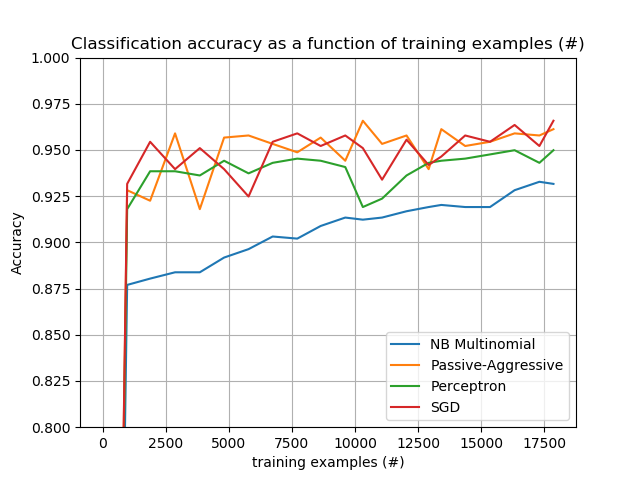 Classification accuracy as a function of training examples (#)
1.000
0.975
0.950
0.925
0.900
0.875
0.850
0.825
0.800
Accuracy
NB Multinomial
Passive-Aggressive
Perceptron
SGD
0 2500 5000 7500 10000 12500 15000 17500
training examples (#)